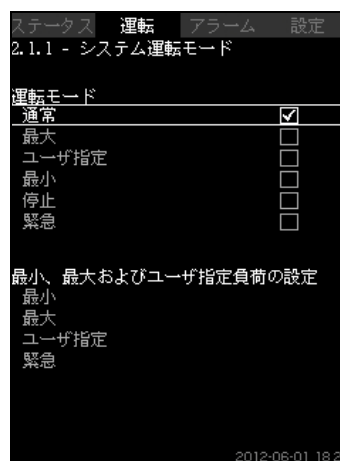 ステータス 運転 アラーム 設定
2.1.1 - システム運転モード
運転モード
通常
最大
ユーザ指定
最小
停止
緊急
最小、最大およびユーザ指定負荷の設定
最小
最大
ユーザ指定
緊急
2012-06-01 18:2